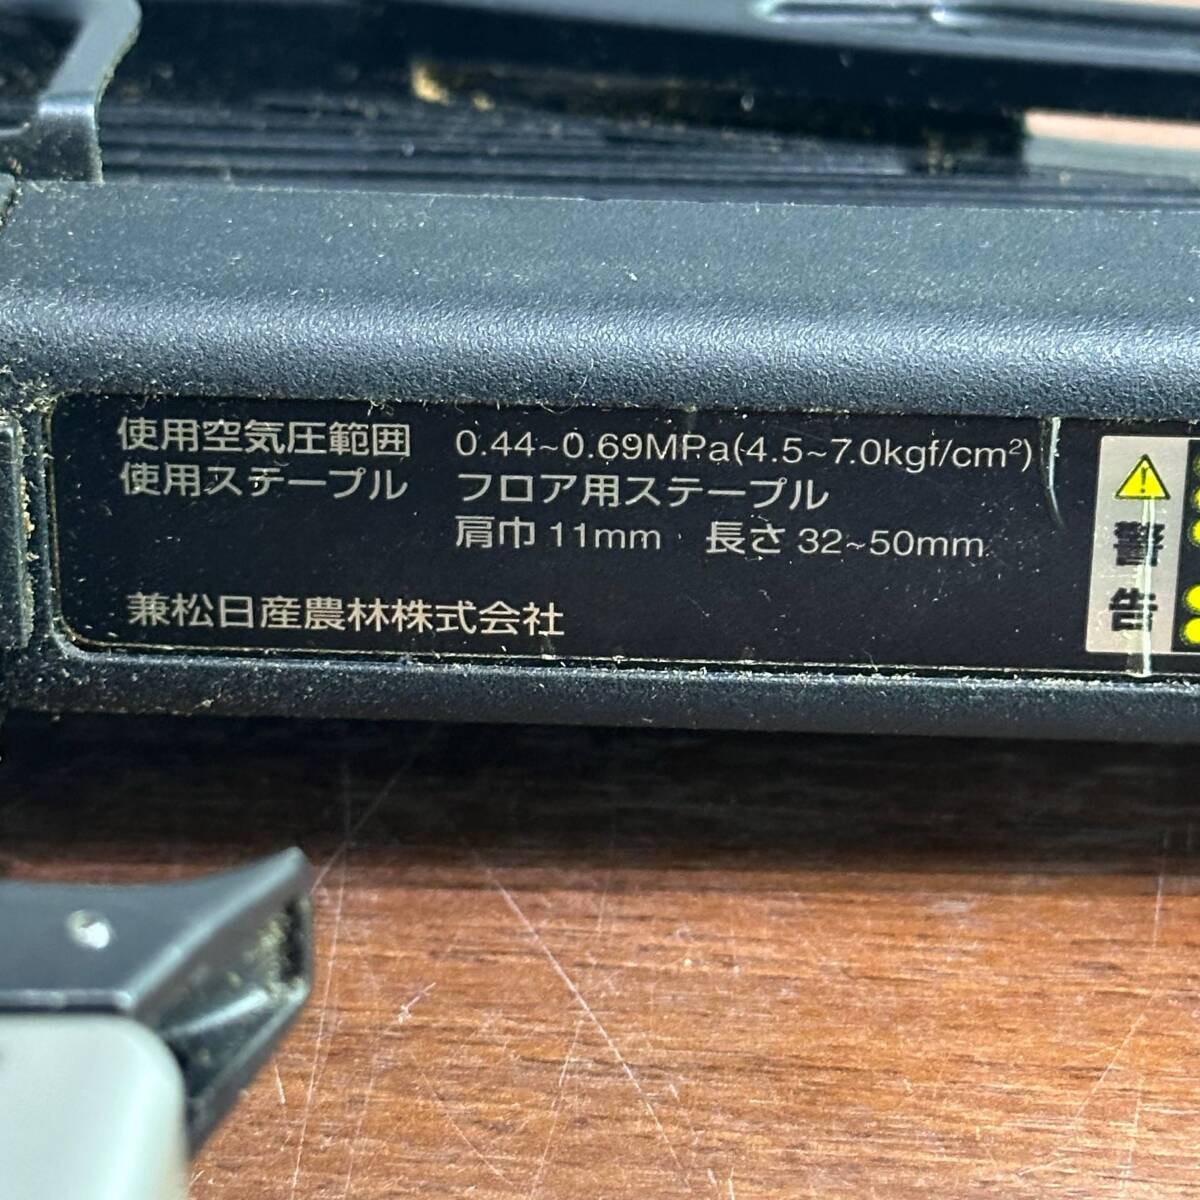 使用空気圧範囲 0.44~0.69MPa(4.5~7.0kgf/cm²)
使用ステープル フロア用ステープル
肩巾 11mm 長さ 32~50mm
兼松日産農林株式会社
警告